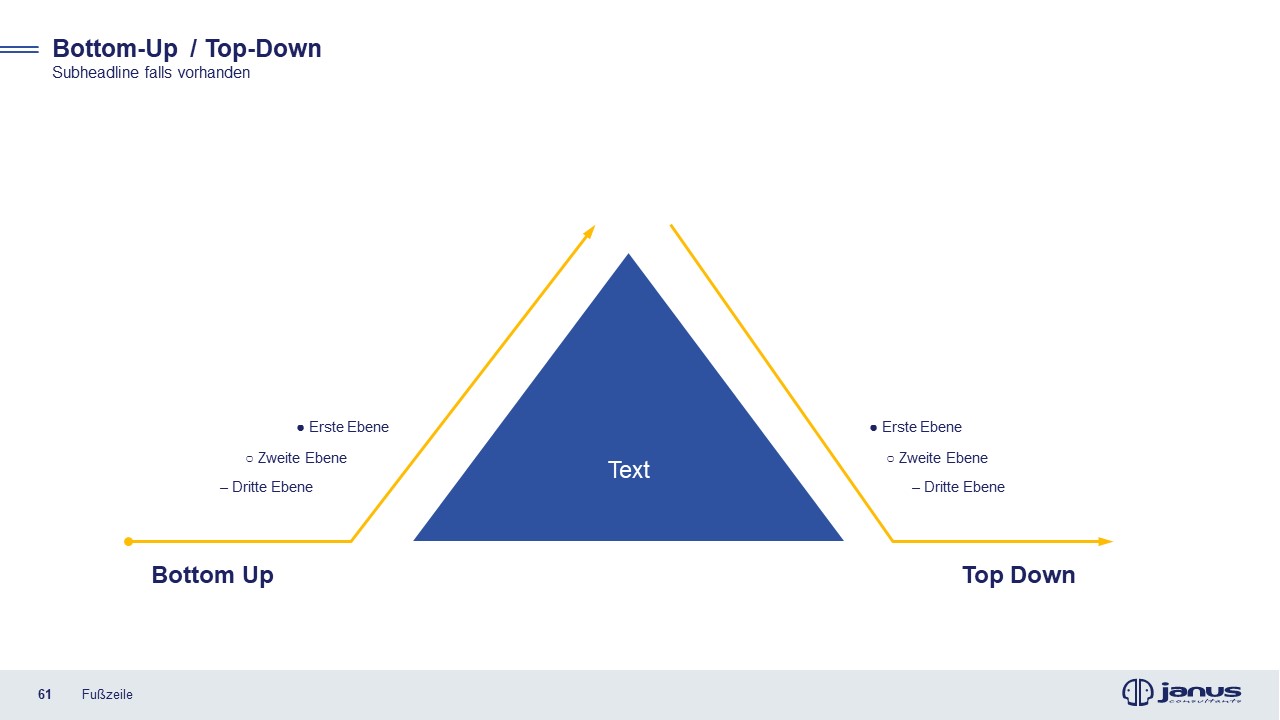 Bottom-Up / Top-Down
Subheadline falls vorhanden
● Erste Ebene
○ Zweite Ebene
– Dritte Ebene
Bottom Up
Text
● Erste Ebene
○ Zweite Ebene
– Dritte Ebene
Top Down
61 Fußzeile
janus
consultants